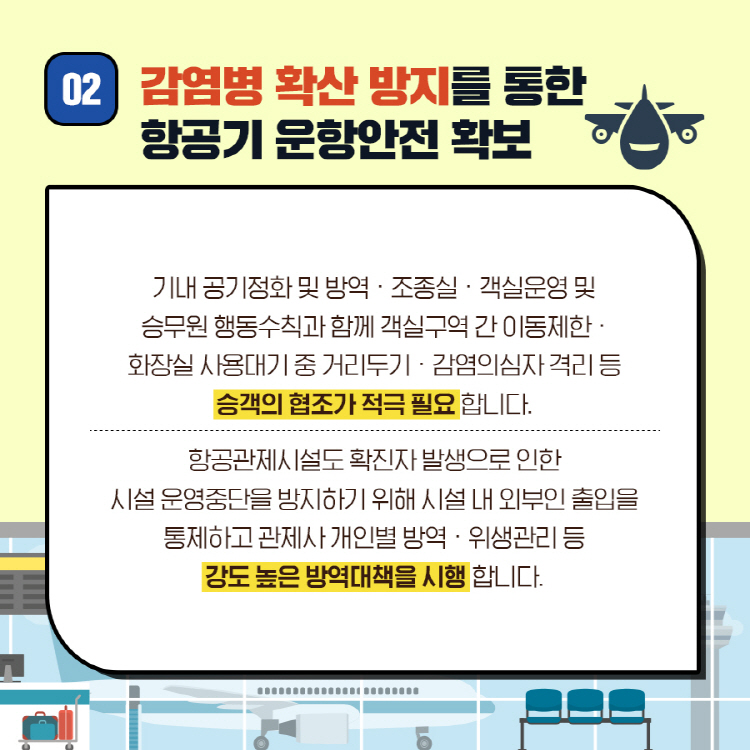 02
감염병 확산 방지를 통한
항공기 운항안전 확보
기내 공기정화 및 방역 · 조종실 · 객실운영 및
승무원 행동수칙과 함께 객실구역 간 이동제한 ·
화장실 사용대기 중 거리두기 · 감염의심자 격리 등
승객의 협조가 적극 필요 합니다.
항공관제시설도 확진자 발생으로 인한
시설 운영중단을 방지하기 위해 시설 내 외부인 출입을
통제하고 관제사 개인별 방역 · 위생관리 등
강도 높은 방역대책을 시행 합니다.